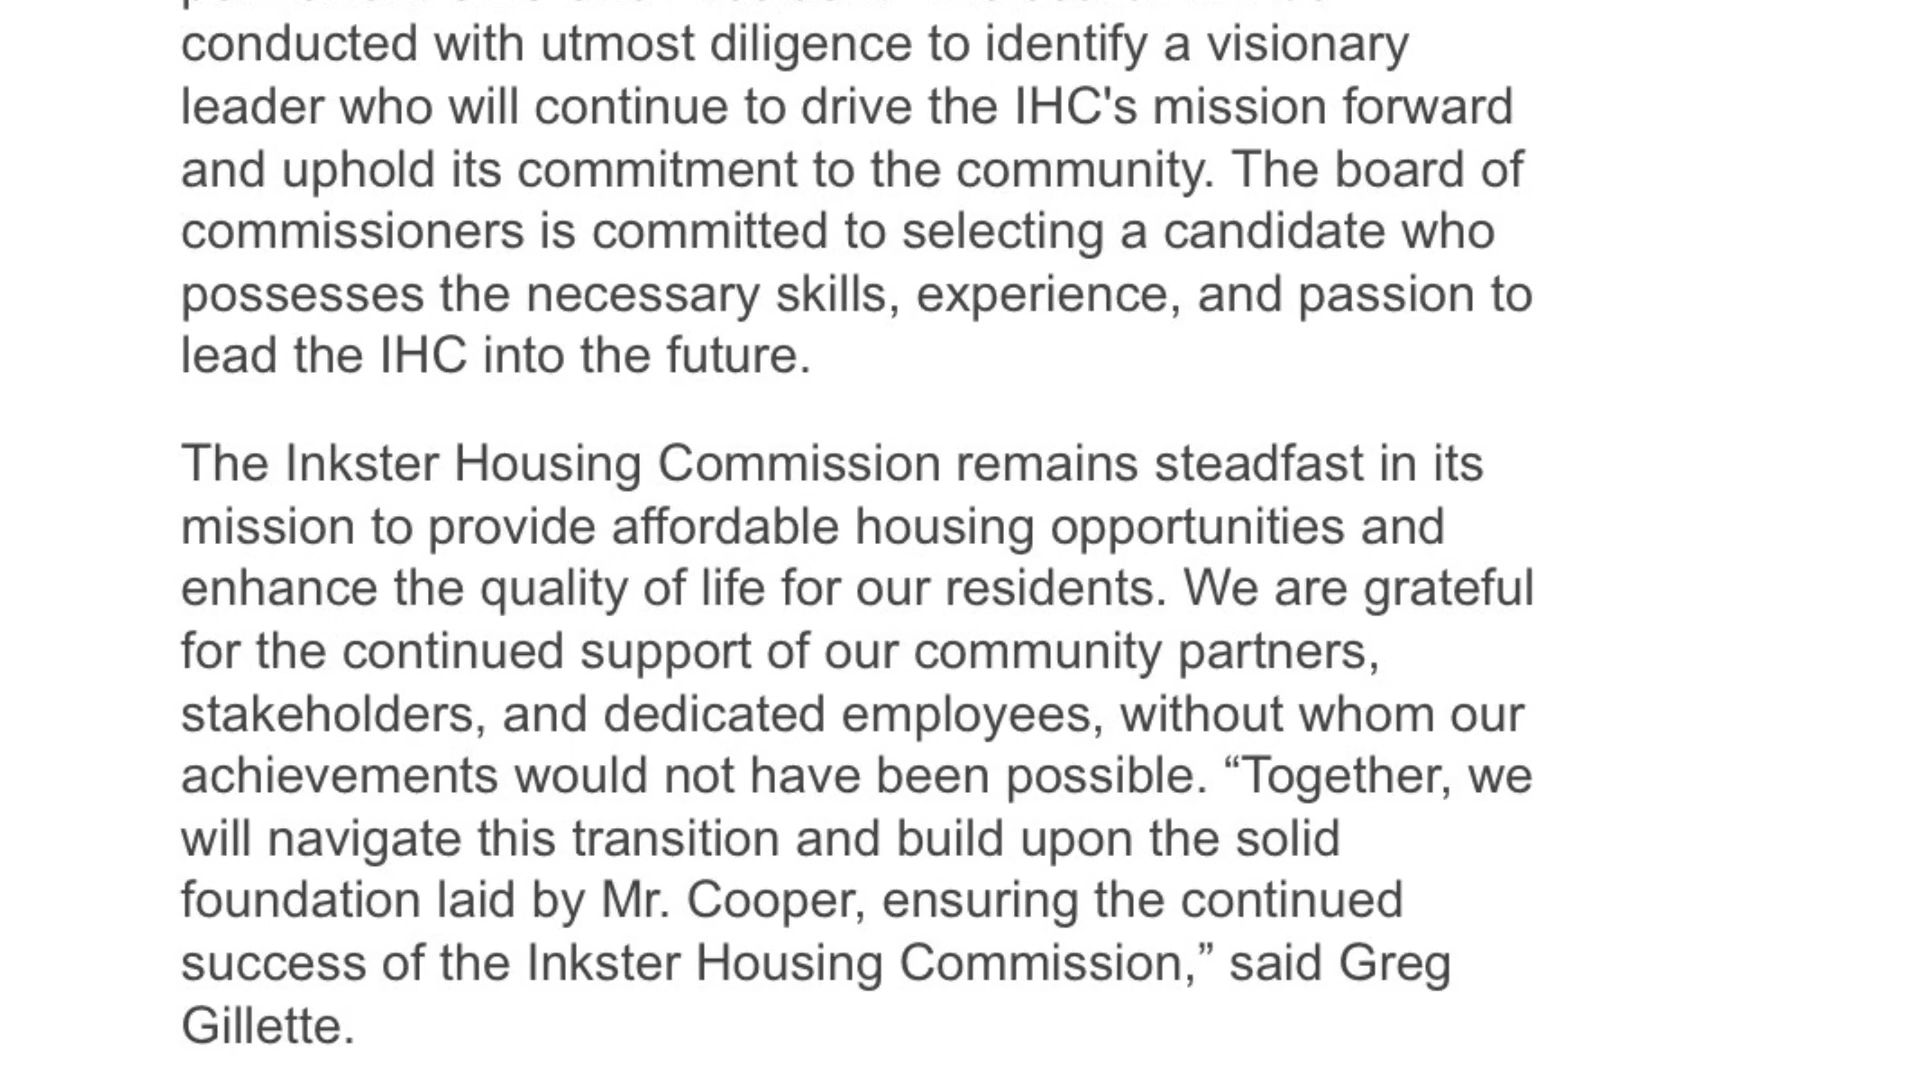 conducted with utmost diligence to identify a visionary
leader who will continue to drive the IHC's mission forward
and uphold its commitment to the community. The board of
commissioners is committed to selecting a candidate who
possesses the necessary skills, experience, and passion to
lead the IHC into the future.
The Inkster Housing Commission remains steadfast in its
mission to provide affordable housing opportunities and
enhance the quality of life for our residents. We are grateful
for the continued support of our community partners,
stakeholders, and dedicated employees, without whom our
achievements would not have been possible. “Together, we
will navigate this transition and build upon the solid
foundation laid by Mr. Cooper, ensuring the continued
success of the Inkster Housing Commission,” said Greg
Gillette.